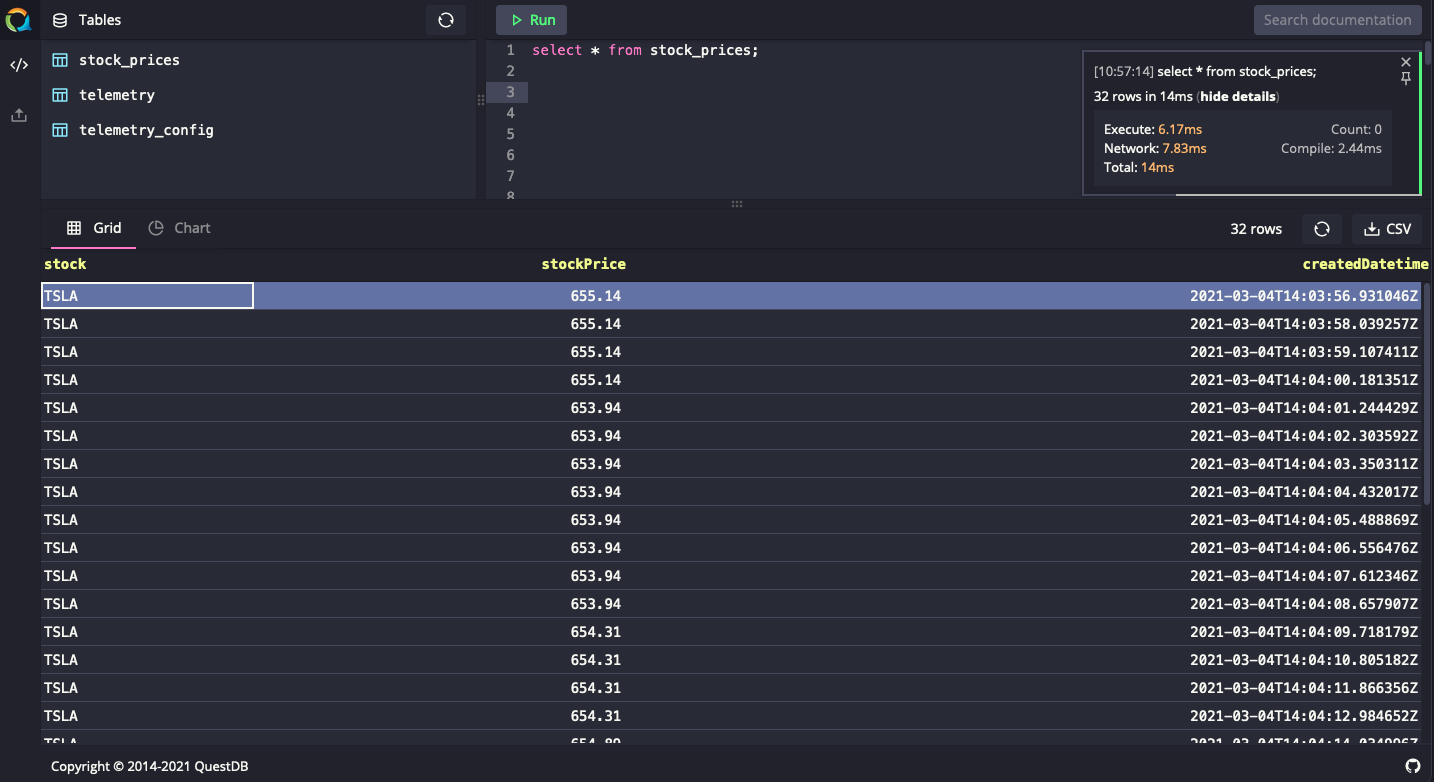 Tables
Run
Search documentation
stock_prices
telemetry
telemetry_config
1 select * from stock_prices;
2
3
4
5
6
7
8
[10:57:14] select * from stock_prices;
32 rows in 14ms (hide details)
Execute: 6.17ms Count: 0
Network: 7.83ms Compile: 2.44ms
Total: 14ms
Grid Chart 32 rows CSV
stock stockPrice createdDatetime
TSLA 655.14 2021-03-04T14:03:56.931046Z
TSLA 655.14 2021-03-04T14:03:58.039257Z
TSLA 655.14 2021-03-04T14:03:59.107411Z
TSLA 655.14 2021-03-04T14:04:00.181351Z
TSLA 653.94 2021-03-04T14:04:01.244429Z
TSLA 653.94 2021-03-04T14:04:02.303592Z
TSLA 653.94 2021-03-04T14:04:03.350311Z
TSLA 653.94 2021-03-04T14:04:04.432017Z
TSLA 653.94 2021-03-04T14:04:05.488869Z
TSLA 653.94 2021-03-04T14:04:06.556476Z
TSLA 653.94 2021-03-04T14:04:07.612346Z
TSLA 653.94 2021-03-04T14:04:08.657907Z
TSLA 654.31 2021-03-04T14:04:09.718179Z
TSLA 654.31 2021-03-04T14:04:10.805182Z
TSLA 654.31 2021-03-04T14:04:11.866356Z
TSLA 654.31 2021-03-04T14:04:12.984652Z
TSLA
Copyright © 2014-2021 QuestDB